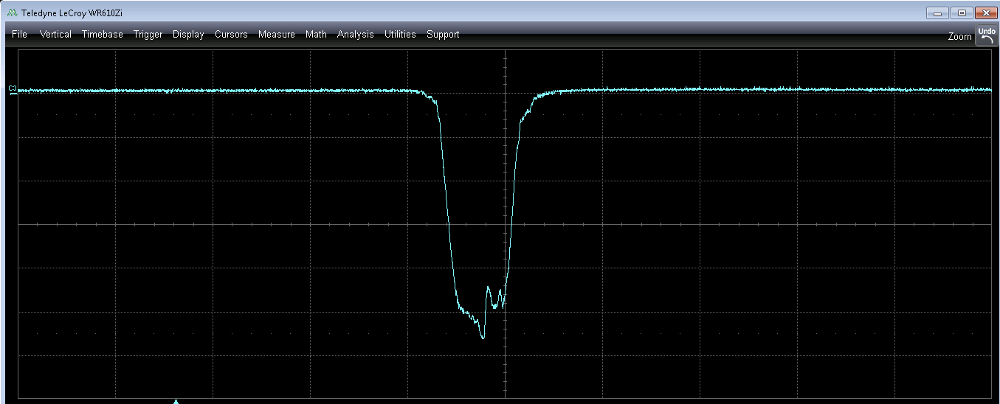 Teledyne LeCroy WR610Zi
File Vertical Timebase Trigger Display Cursors Measure Math Analysis Utilities Support
Zoom Undo
C3